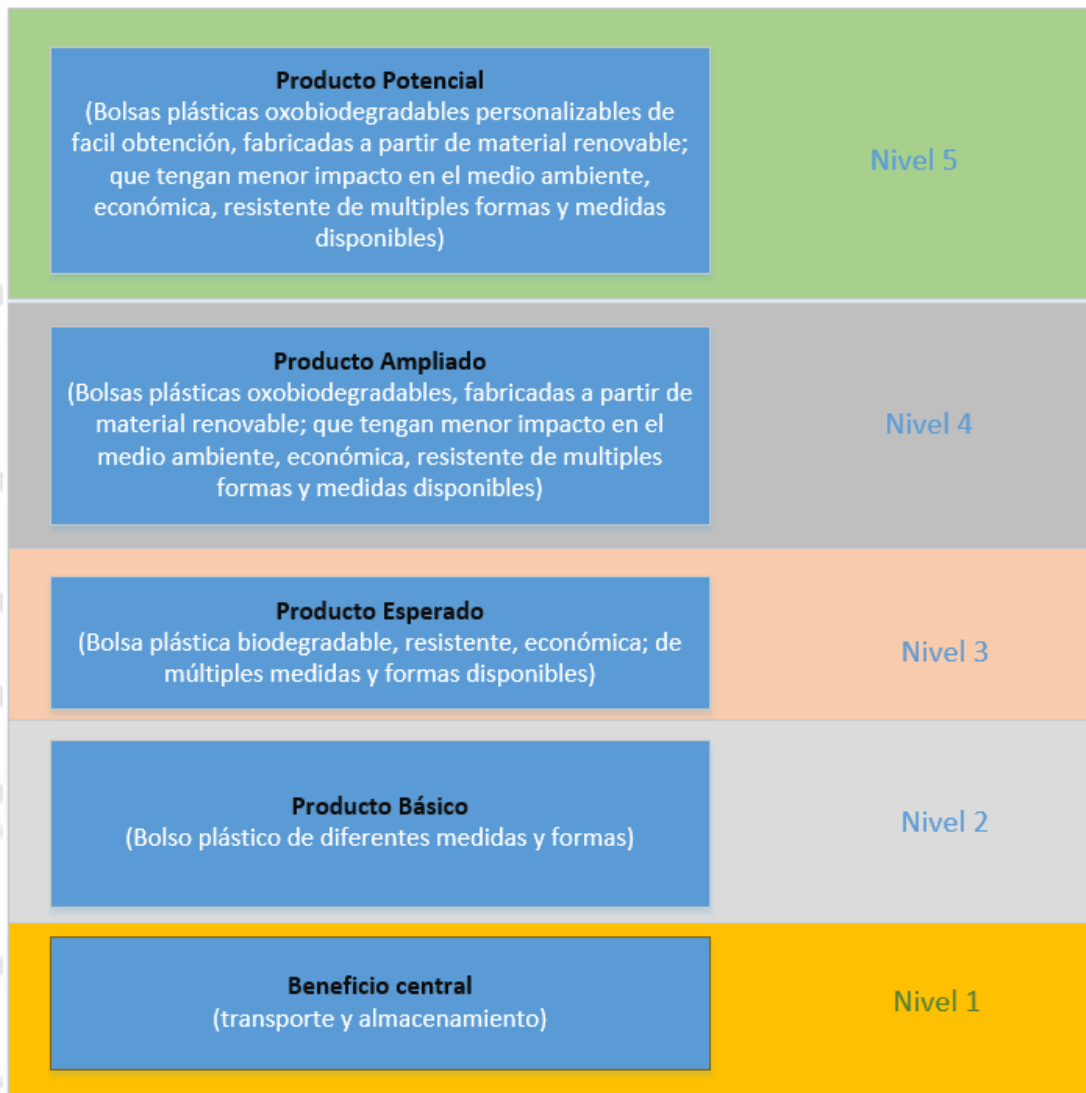 Producto Potencial
(Bolsas plásticas oxobiodegradables personalizables de
facil obtención, fabricadas a partir de material renovable;
que tengan menor impacto en el medio ambiente,
económica, resistente de multiples formas y medidas
disponibles)
Nivel 5
Producto Ampliado
(Bolsas plásticas oxobiodegradables, fabricadas a partir de
material renovable; que tengan menor impacto en el
medio ambiente, económica, resistente de multiples
formas y medidas disponibles)
Nivel 4
Producto Esperado
(Bolsa plástica biodegradable, resistente, económica; de
múltiples medidas y formas disponibles)
Nivel 3
Producto Básico
(Bolso plástico de diferentes medidas y formas)
Nivel 2
Beneficio central
(transporte y almacenamiento)
Nivel 1